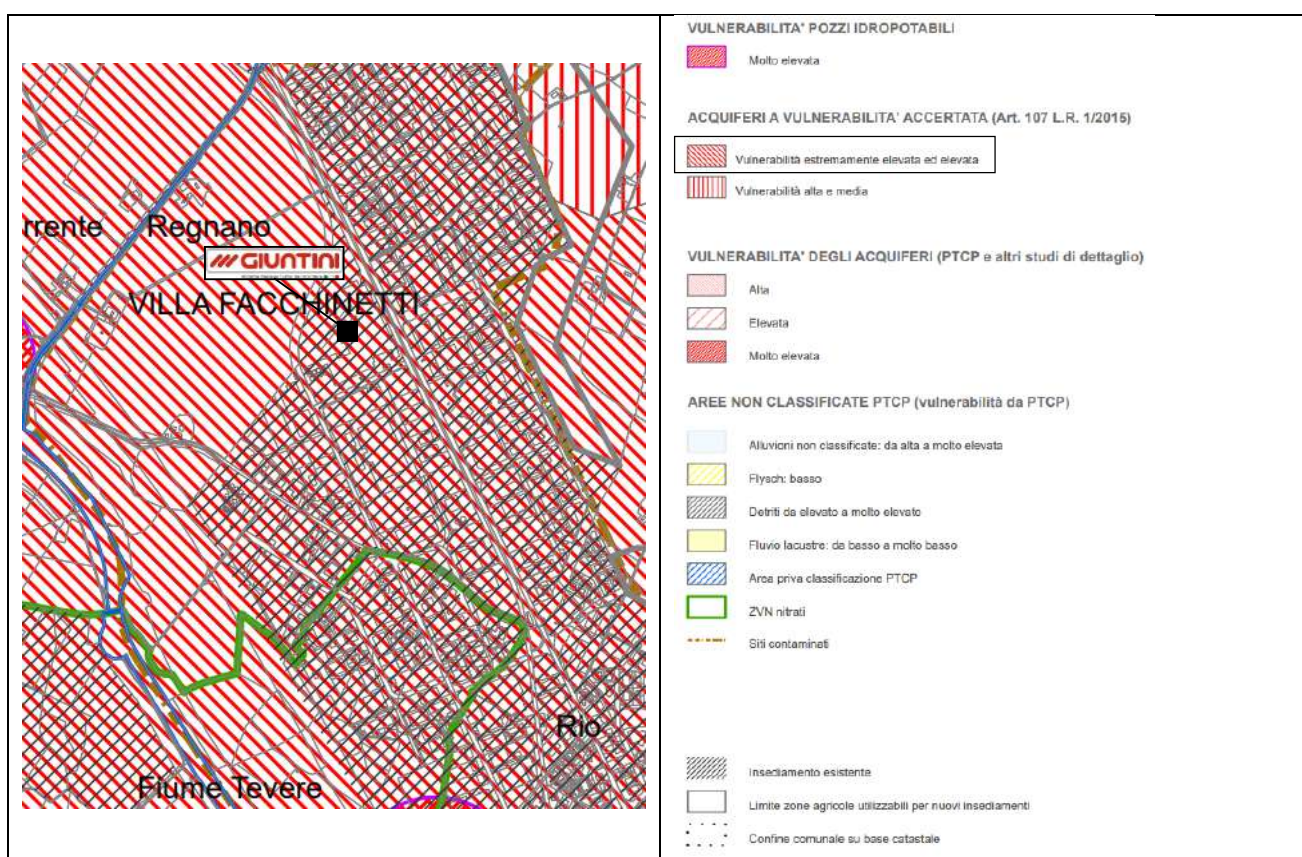 rrente Regnano
GIUNTINI
VILLA FACCHINETTI
Rio
Fiume Tevere
VULNERABILITA' POZZI IDROPOTABILI
Molto elevata
ACQUIFERI A VULNERABILITA' ACCERTATA (Art. 107 L.R. 1/2015)
Vulnerabilità estremamente elevata ed elevata
Vulnerabilità alta e media
VULNERABILITA' DEGLI ACQUIFERI (PTCP e altri studi di dettaglio)
Alta
Elevata
Molto elevata
AREE NON CLASSIFICATE PTCP (vulnerabilità da PTCP)
Alluvioni non classificate: da alta a molto elevata
Flysch: basso
Detriti da elevato a molto elevato
Fluvio lacustre: da basso a molto basso
Area priva classificazione PTCP
ZVN nitrati
Siti contaminati
Insediamento esistente
Limite zone agricole utilizzabili per nuovi insediamenti
Confine comunale su base catastale